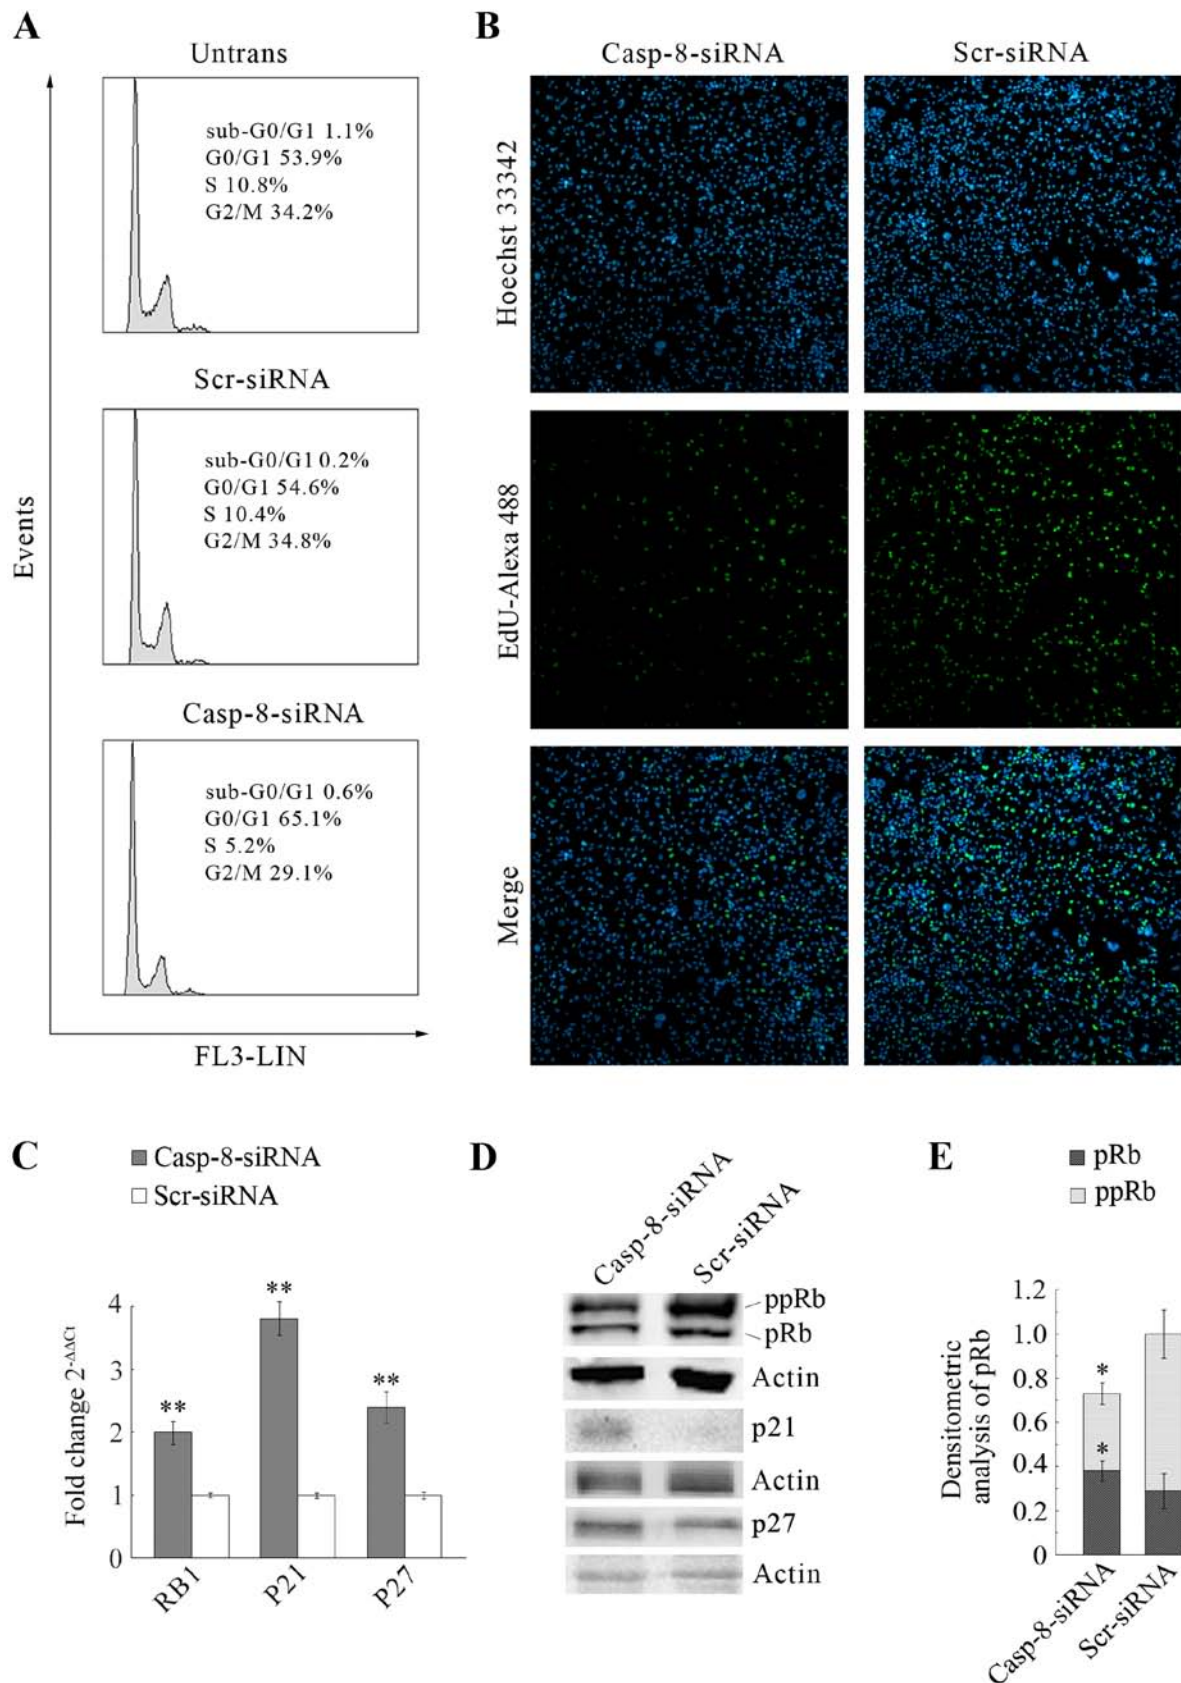 A
Untrans
sub-G0/G1 1.1%
G0/G1 53.9%
S 10.8%
G2/M 34.2%
Scr-siRNA
sub-G0/G1 0.2%
G0/G1 54.6%
S 10.4%
G2/M 34.8%
Casp-8-siRNA
sub-G0/G1 0.6%
G0/G1 65.1%
S 5.2%
G2/M 29.1%
Events
FL3-LIN
B
Casp-8-siRNA
Scr-siRNA
Hoechst 33342
EdU-Alexa 488
Merge
C
Casp-8-siRNA
Scr-siRNA
Fold change 2-ΔΔCt
4
3
2
1
0
**
**
**
RB1
P21
P27
D
Casp-8-siRNA
Scr-siRNA
ppRb
pRb
Actin
p21
Actin
p27
Actin
E
pRb
ppRb
Densitometric
analysis of pRb
1.2
1.0
0.8
0.6
0.4
0.2
0
*
*
Casp-8-siRNA
Scr-siRNA